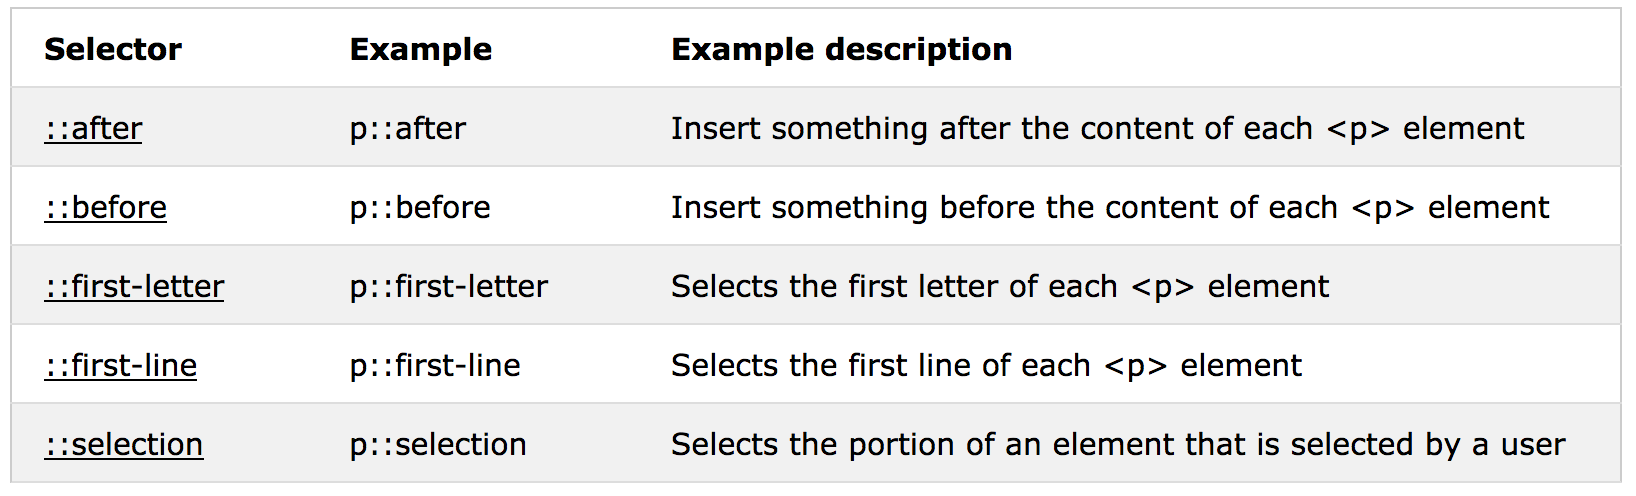 Selector Example Example description
::after p::after Insert something after the content of each <p> element
::before p::before Insert something before the content of each <p> element
::first-letter p::first-letter Selects the first letter of each <p> element
::first-line p::first-line Selects the first line of each <p> element
::selection p::selection Selects the portion of an element that is selected by a user